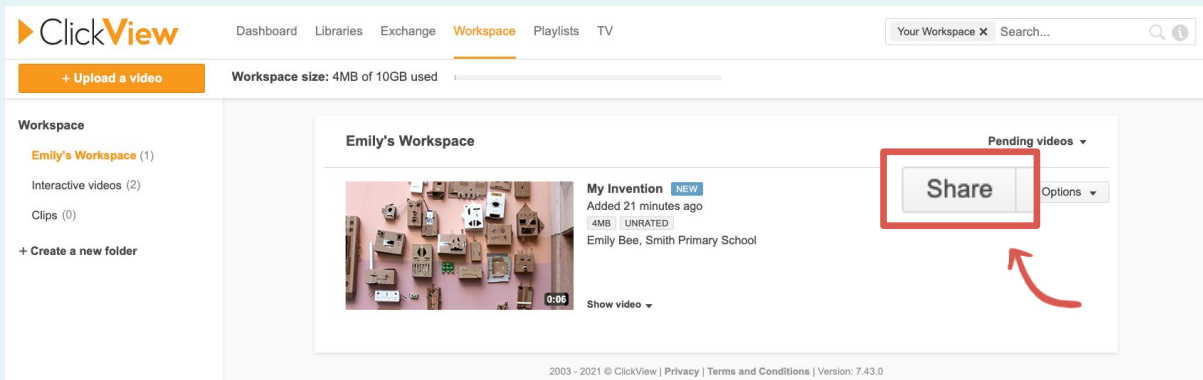 ClickView
Dashboard Libraries Exchange Workspace Playlists TV
Your Workspace ✕ Search...
+ Upload a video
Workspace size: 4MB of 10GB used
Workspace
Emily's Workspace (1)
Interactive videos (2)
Clips (0)
+ Create a new folder
Emily's Workspace
Pending videos
My Invention NEW
Added 21 minutes ago
4MB UNRATED
Emily Bee, Smith Primary School
Share
Options
0:06
Show video
2003 - 2021 © ClickView | Privacy | Terms and Conditions | Version: 7.43.0